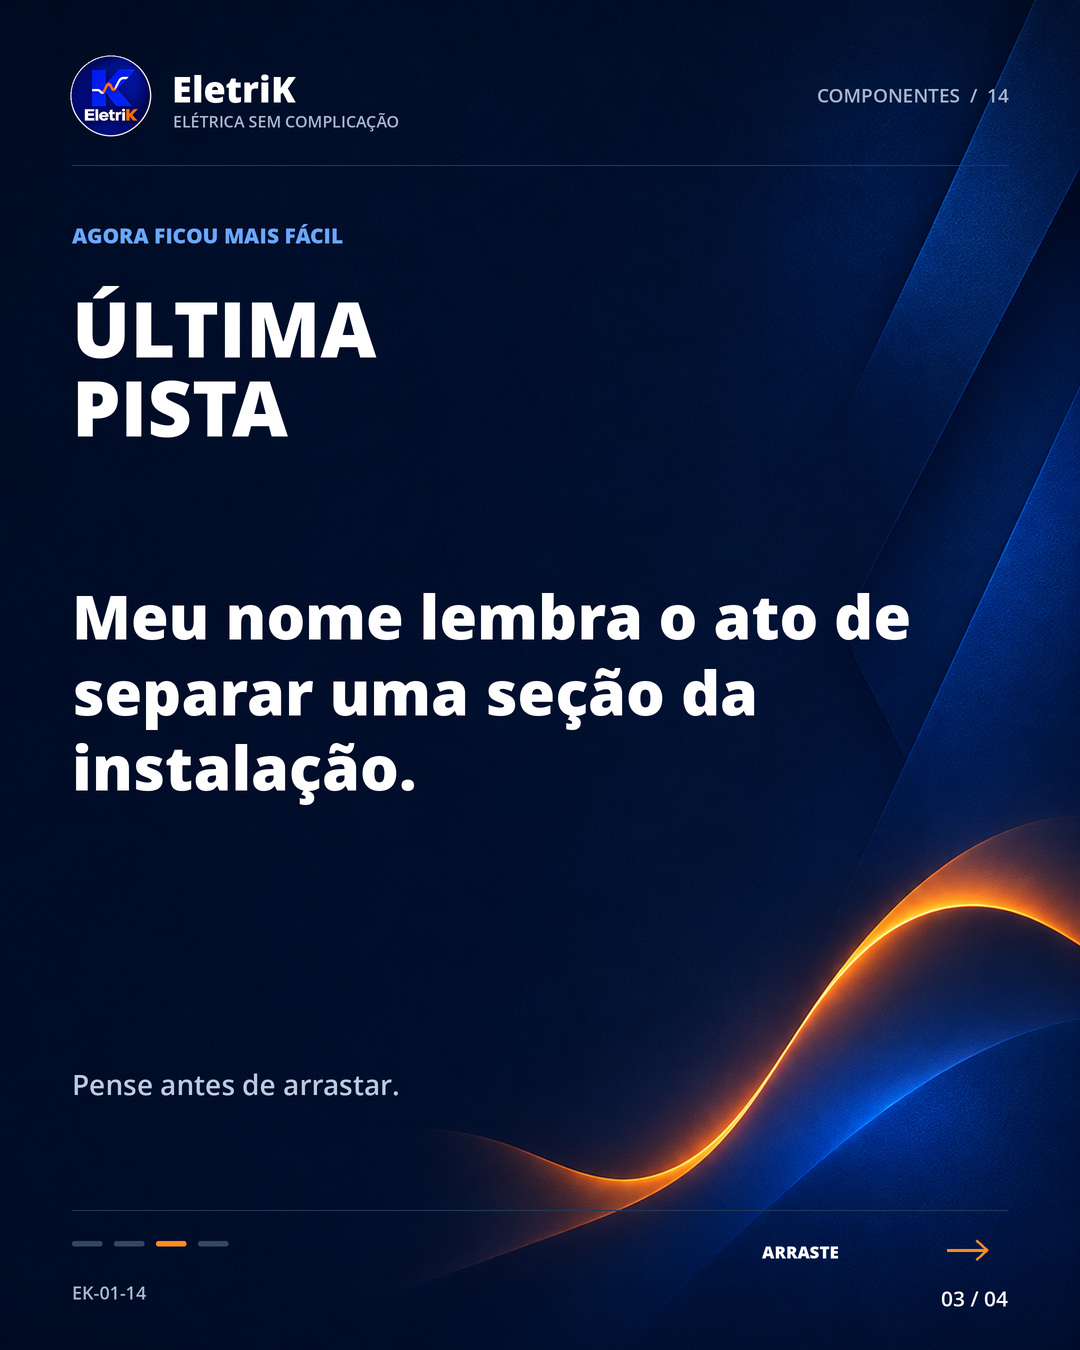 K
EletriK
EletriK
ELÉTRICA SEM COMPLICAÇÃO
COMPONENTES / 14
AGORA FICOU MAIS FÁCIL
ÚLTIMA
PISTA
Meu nome lembra o ato de
separar uma seção da
instalação.
Pense antes de arrastar.
ARRASTE
EK-01-14
03 / 04